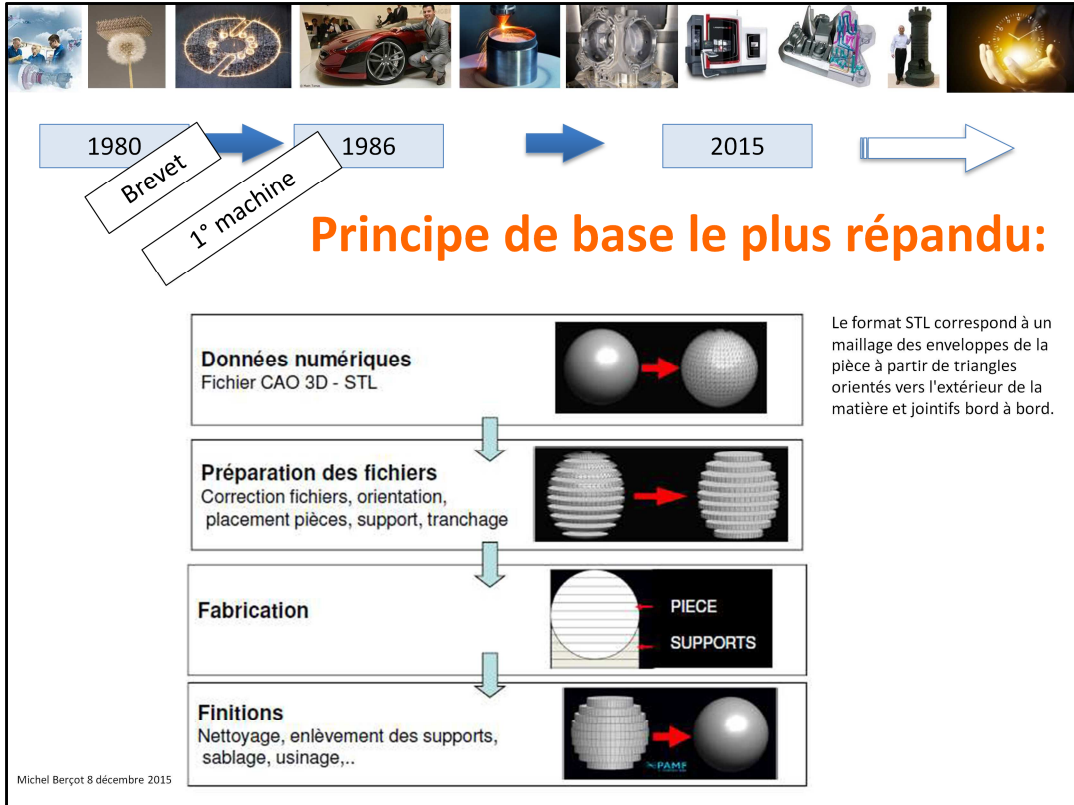 1980
1986
2015
Brevet
1° machine
Principe de base le plus répandu:
Données numériques
Fichier CAO 3D - STL
Le format STL correspond à un
maillage des enveloppes de la
pièce à partir de triangles
orientés vers l'extérieur de la
matière et jointifs bord à bord.
Préparation des fichiers
Correction fichiers, orientation,
placement pièces, support, tranchage
Fabrication
PIECE
SUPPORTS
Finitions
Nettoyage, enlèvement des supports,
sablage, usinage,..
PAMF
Michel Berçot 8 décembre 2015